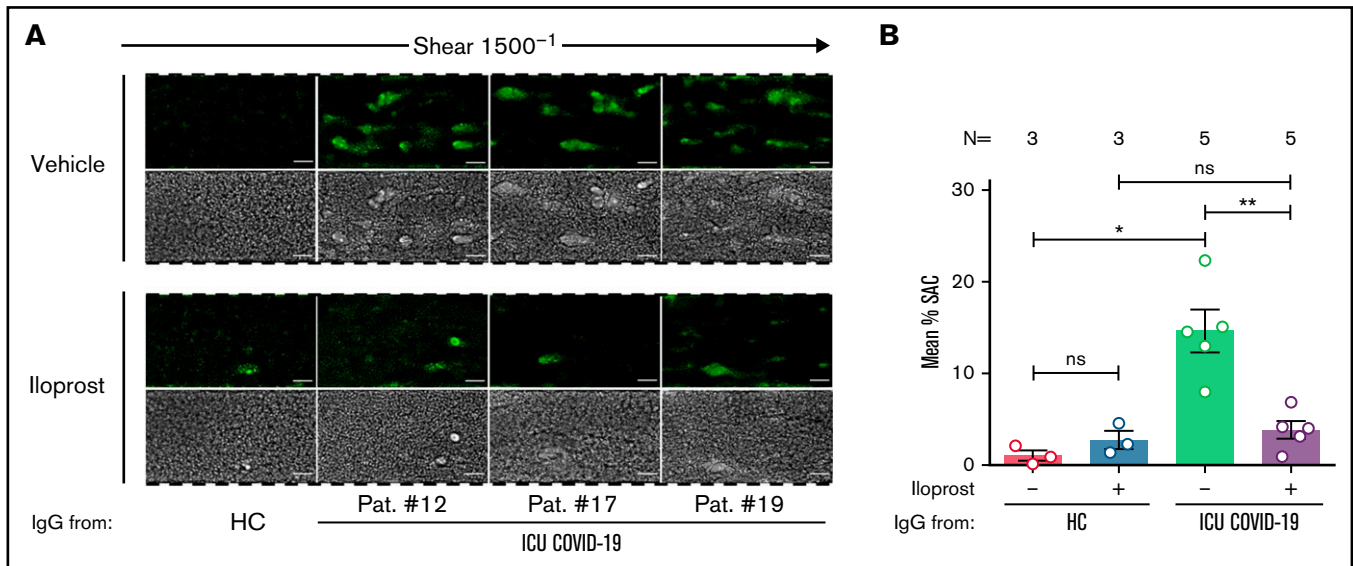 A
Shear 1500⁻¹
Vehicle
Iloprost
IgG from:
HC
Pat. #12
Pat. #17
Pat. #19
ICU COVID-19
B
N= 3 3 5 5
ns
**
*
ns
Mean % SAC
30
20
10
0
Iloprost − + − +
IgG from: HC ICU COVID-19